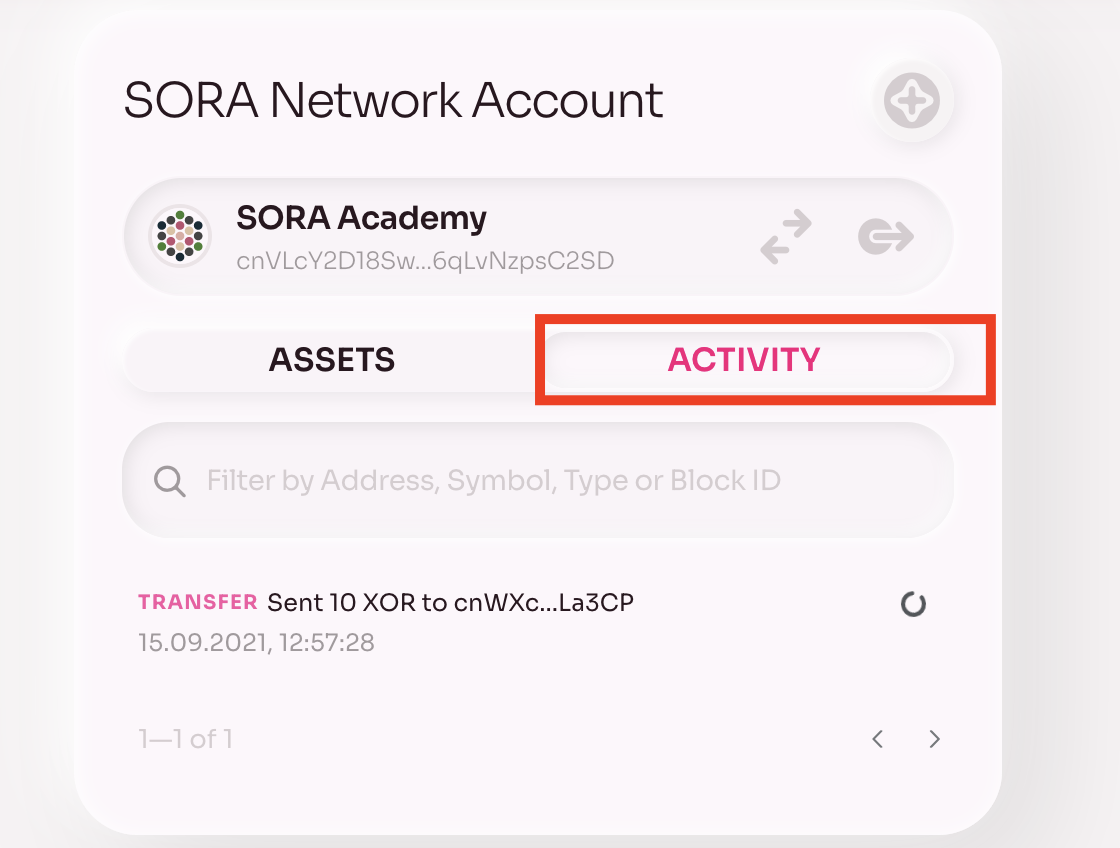 SORA Network Account
SORA Academy
cnVLcY2D18Sw...6qLvNzpsC2SD
ASSETS
ACTIVITY
Filter by Address, Symbol, Type or Block ID
TRANSFER Sent 10 XOR to cnWXc...La3CP
15.09.2021, 12:57:28
1—1 of 1